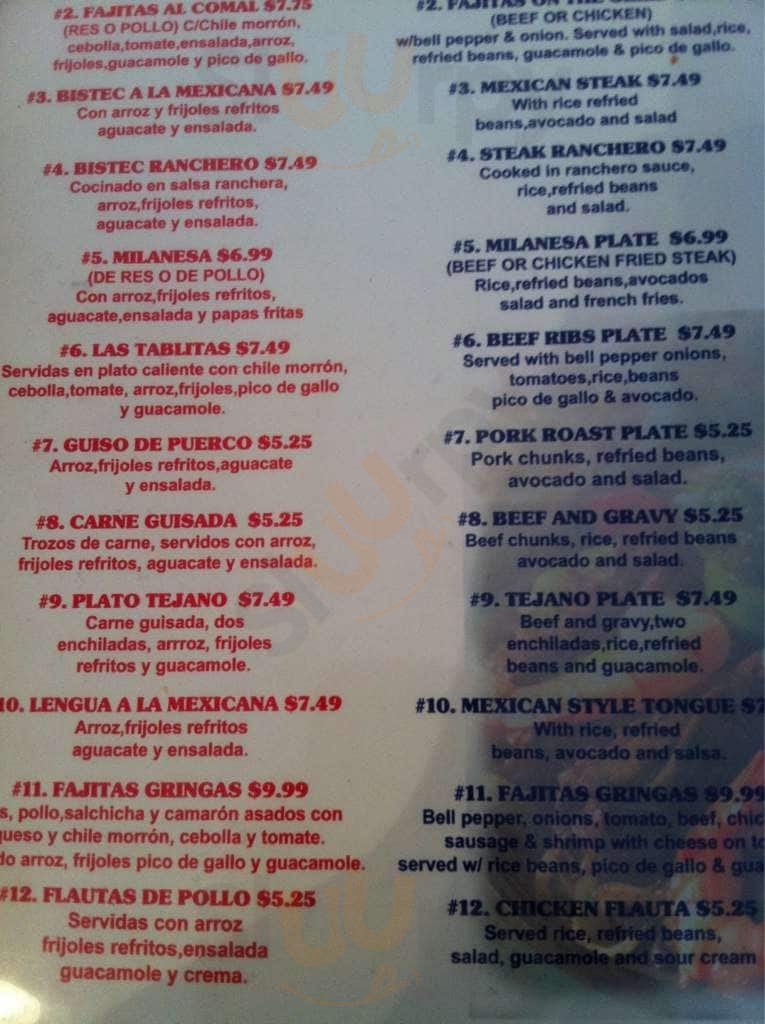 #2. FAJITAS AL COMAL $7.75
(RES O POLLO) C/Chile morrón,
cebolla,tomate,ensalada,arroz,
frijoles,guacamole y pico de gallo.
#3. BISTEC A LA MEXICANA $7.49
Con arroz y frijoles refritos
aguacate y ensalada.
#4. BISTEC RANCHERO $7.49
Cocinado en salsa ranchera,
arroz,frijoles refritos,
aguacate y ensalada.
#5. MILANESA $6.99
(DE RES O DE POLLO)
Con arroz,frijoles refritos,
aguacate,ensalada y papas fritas
#6. LAS TABLITAS $7.49
Servidas en plato caliente con chile morrón,
cebolla,tomate, arroz,frijoles,pico de gallo
y guacamole.
#7. GUISO DE PUERCO $5.25
Arroz,frijoles refritos,aguacate
y ensalada.
#8. CARNE GUISADA $5.25
Trozos de carne, servidos con arroz,
frijoles refritos, aguacate y ensalada.
#9. PLATO TEJANO $7.49
Carne guisada, dos
enchiladas, arrroz, frijoles
refritos y guacamole.
10. LENGUA A LA MEXICANA $7.49
Arroz,frijoles refritos
aguacate y ensalada.
#11. FAJITAS GRINGAS $9.99
pollo,salchicha y camarón asados con
queso y chile morrón, cebolla y tomate.
arroz, frijoles pico de gallo y guacamole.
#12. FLAUTAS DE POLLO $5.25
Servidas con arroz
frijoles refritos,ensalada
guacamole y crema.
#2. FAJITAS ON THE
(BEEF OR CHICKEN)
w/bell pepper & onion. Served with salad,rice,
refried beans, guacamole & pico de gallo.
#3. MEXICAN STEAK $7.49
With rice refried
beans,avocado and salad
#4. STEAK RANCHERO $7.49
Cooked in ranchero sauce,
rice,refried beans
and salad.
#5. MILANESA PLATE $6.99
(BEEF OR CHICKEN FRIED STEAK)
Rice,refried beans,avocados
salad and french fries.
#6. BEEF RIBS PLATE $7.49
Served with bell pepper onions,
tomatoes,rice,beans
pico de gallo & avocado.
#7. PORK ROAST PLATE $5.25
Pork chunks, refried beans,
avocado and salad.
#8. BEEF AND GRAVY $5.25
Beef chunks, rice, refried beans
avocado and salad.
#9. TEJANO PLATE $7.49
Beef and gravy,two
enchiladas,rice,refried
beans and guacamole.
#10. MEXICAN STYLE TONGUE $7
With rice, refried
beans, avocado and salsa.
#11. FAJITAS GRINGAS $9.99
Bell pepper, onions, tomato, beef, chic
sausage & shrimp with cheese on to
served w/ rice beans, pico de gallo & gua
#12. CHICKEN FLAUTA $5.25
Served rice, refried beans,
salad, guacamole and sour cream